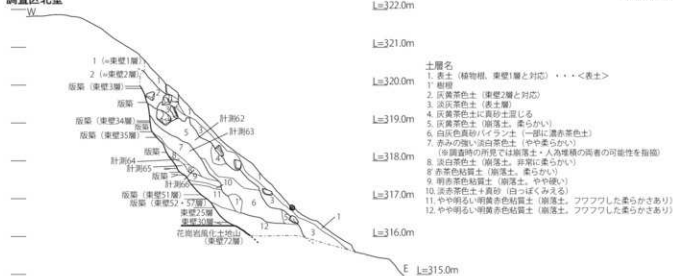 調査区北壁
W
L=322.0m
L=321.0m
L=320.0m
L=319.0m
L=318.0m
L=317.0m
L=316.0m
E L=315.0m
1（≒東壁1層）
2（≒東壁2層）
版築（東壁3層）
版築
版築（東壁34層）
版築
版築（東壁35層）
版築
計測64
計測65
版築
計測66
版築（東壁51層）
版築（東壁52・57層）
東壁25層
東壁30層
花崗岩風化土地山
（東壁72層）
計測62
計測63
土層名
1. 表土（植物根、東壁1層と対応）・・・＜表土＞
1' 樹根
2. 灰黄茶色土（東壁2層と対応）
3. 淡灰茶色土（表土層）
4. 灰黄茶色土に真砂土混じる
5. 灰黄茶色土（崩落土。柔らかい）
6. 白灰色真砂バイラン土（一部に濃赤茶色土）
7. 赤みの強い淡白茶色土（やや柔らかい）
（※調査時の所見では崩落土・人為堆積の両者の可能性を指摘）
8. 淡白茶色土（崩落土。非常に柔らかい）
8' 赤茶色粘質土（崩落土。柔らかい）
9. 明赤茶色粘質土（崩落土。やや硬い）
10. 淡赤茶色土＋真砂（白っぽくみえる）
11. やや明るい明黄赤色粘質土（崩落土。フワフワした柔らかさあり）
12. やや明るい明黄赤色粘質土（崩落土。フワフワした柔らかさあり）